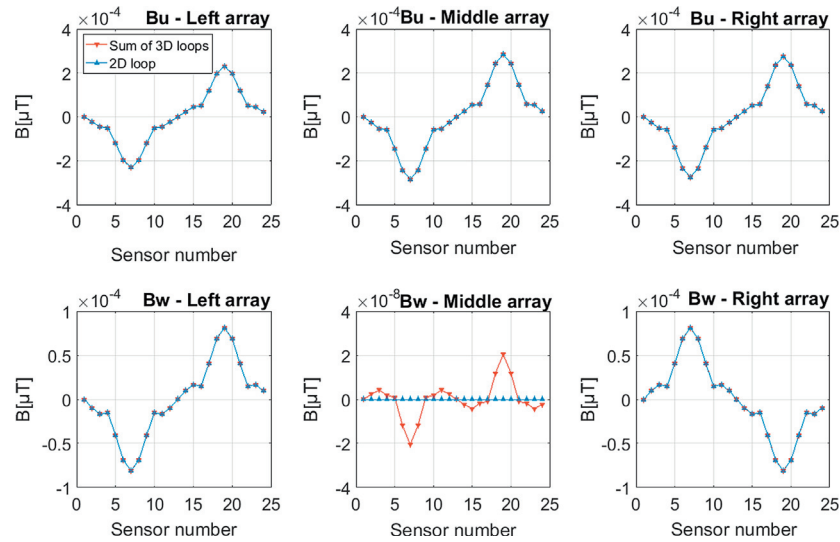 Bu - Left array
×10⁻⁴
4
2
0
-2
-4
B[μT]
Sum of 3D loops
2D loop
0 5 10 15 20 25
Sensor number
Bu - Middle array
×10⁻⁴
4
2
0
-2
-4
B[μT]
0 5 10 15 20 25
Sensor number
Bu - Right array
×10⁻⁴
4
2
0
-2
-4
B[μT]
0 5 10 15 20 25
Sensor number
Bw - Left array
×10⁻⁴
1
0.5
0
-0.5
-1
B[μT]
0 5 10 15 20 25
Sensor number
Bw - Middle array
×10⁻⁸
4
2
0
-2
-4
B[μT]
0 5 10 15 20 25
Sensor number
Bw - Right array
×10⁻⁴
1
0.5
0
-0.5
-1
B[μT]
0 5 10 15 20 25
Sensor number